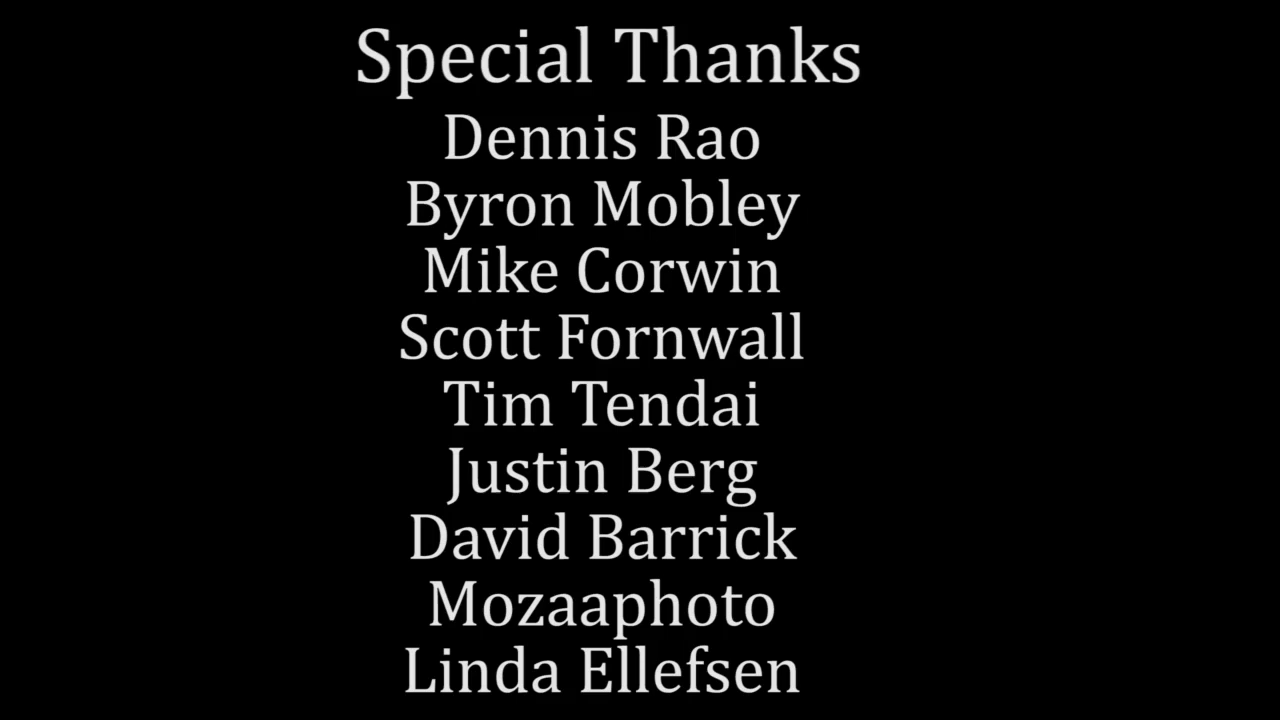 Special Thanks
Dennis Rao
Byron Mobley
Mike Corwin
Scott Fornwall
Tim Tendai
Justin Berg
David Barrick
Mozaaphoto
Linda Ellefsen